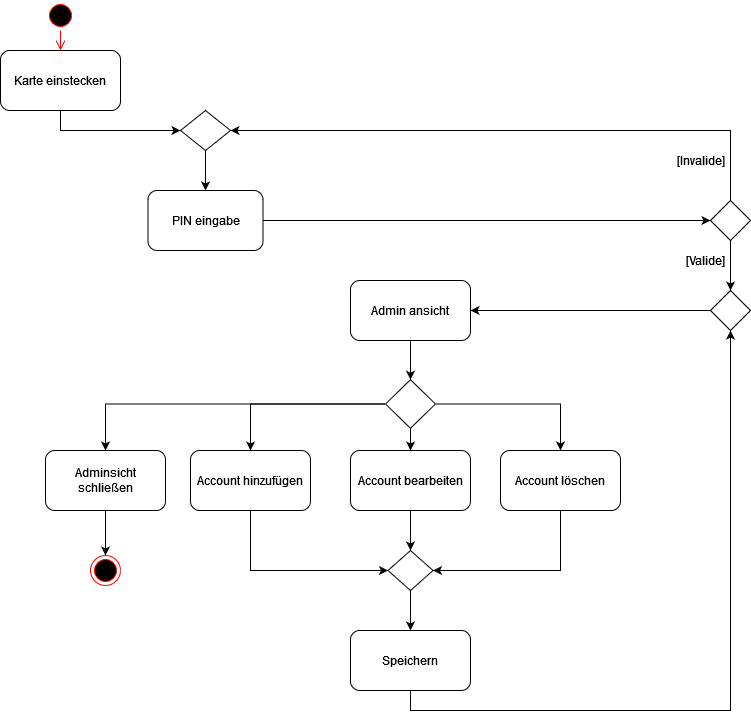 Karte einstecken
[Invalide]
PIN eingabe
[Valide]
Admin ansicht
Adminsicht
schließen
Account hinzufügen
Account bearbeiten
Account löschen
Speichern